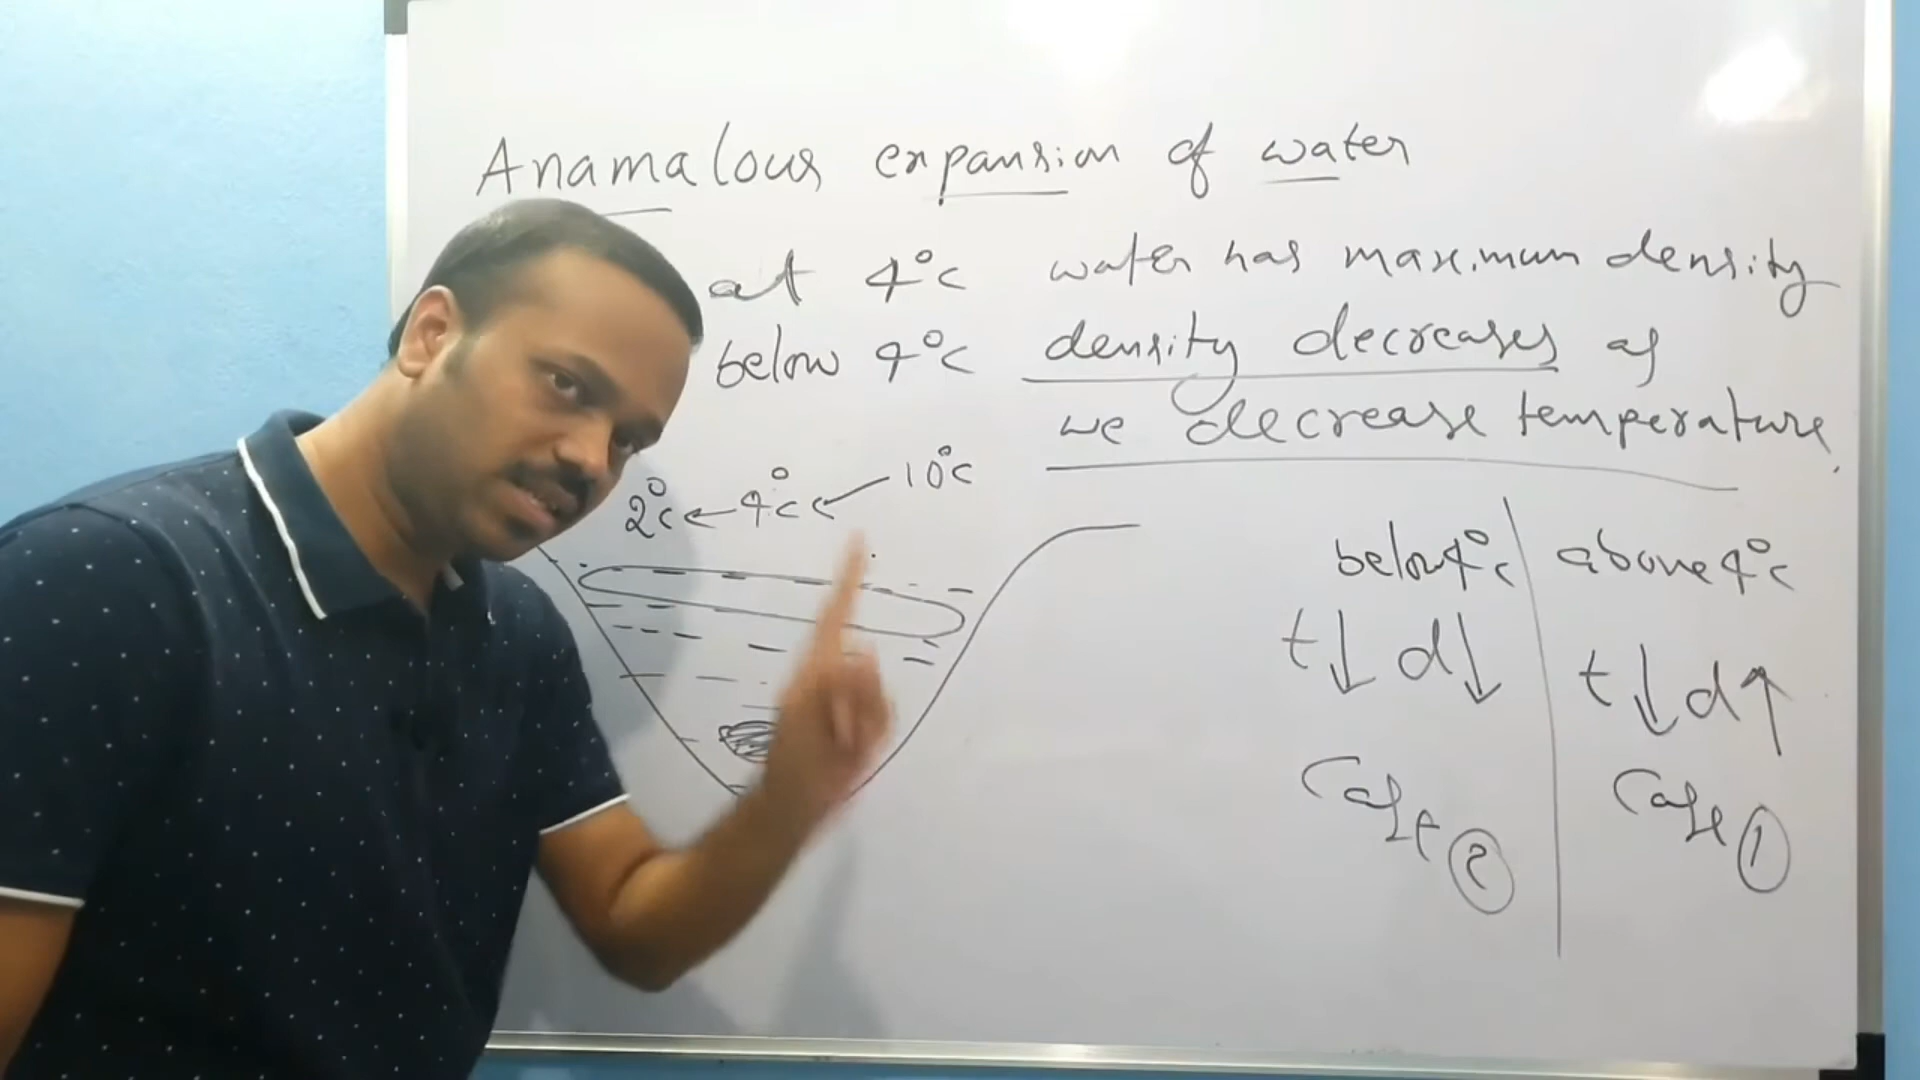 Anamalous expansion of water
at 4°c water has maximum density
below 4°c density decreases as
we decrease temperature.
2°c ← 4°c ← 10°c
below 4°c above 4°c
t↓ d↓ t↓ d↑
Case ② Case ①